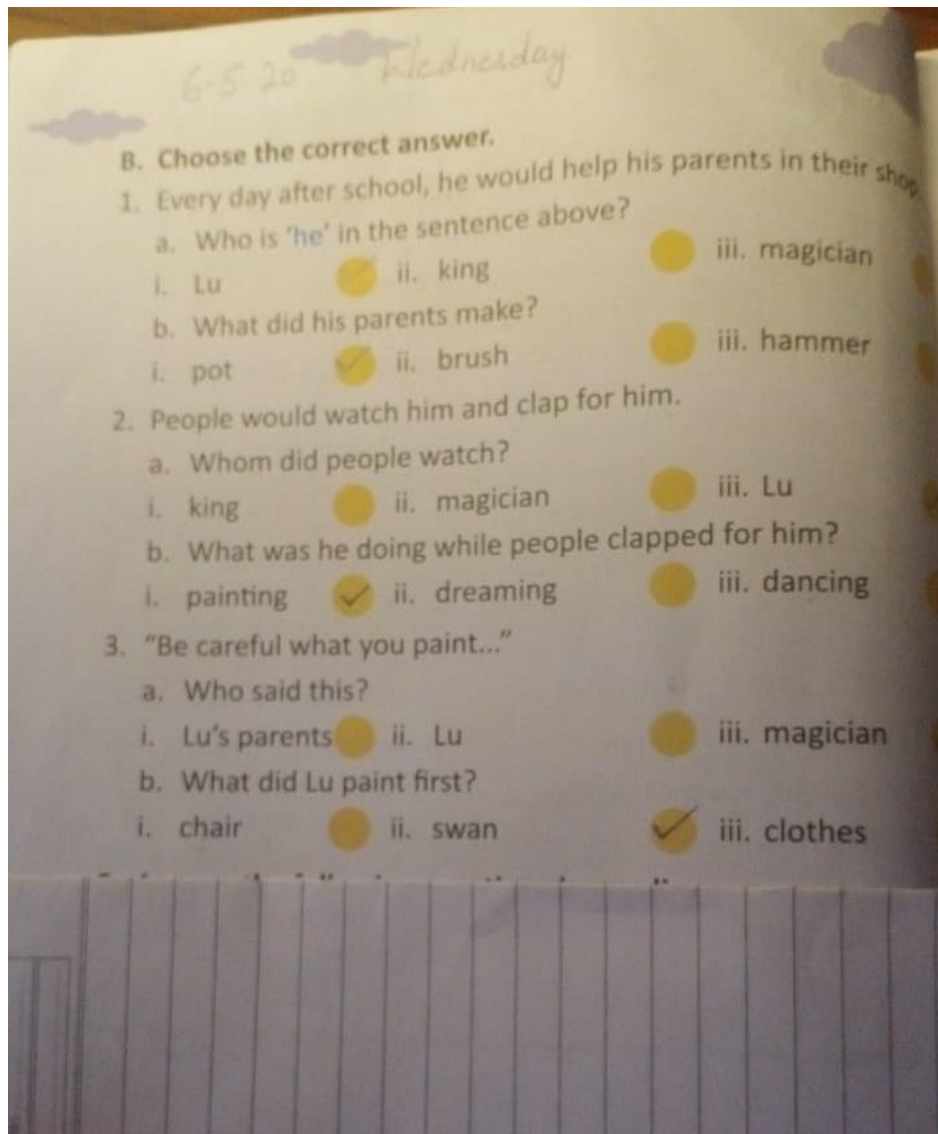 6-5-20 Wednesday
B. Choose the correct answer.
1. Every day after school, he would help his parents in their shop.
a. Who is 'he' in the sentence above?
i. Lu ii. king iii. magician
b. What did his parents make?
i. pot ii. brush iii. hammer
2. People would watch him and clap for him.
a. Whom did people watch?
i. king ii. magician iii. Lu
b. What was he doing while people clapped for him?
i. painting ii. dreaming iii. dancing
3. “Be careful what you paint...”
a. Who said this?
i. Lu's parents ii. Lu iii. magician
b. What did Lu paint first?
i. chair ii. swan iii. clothes